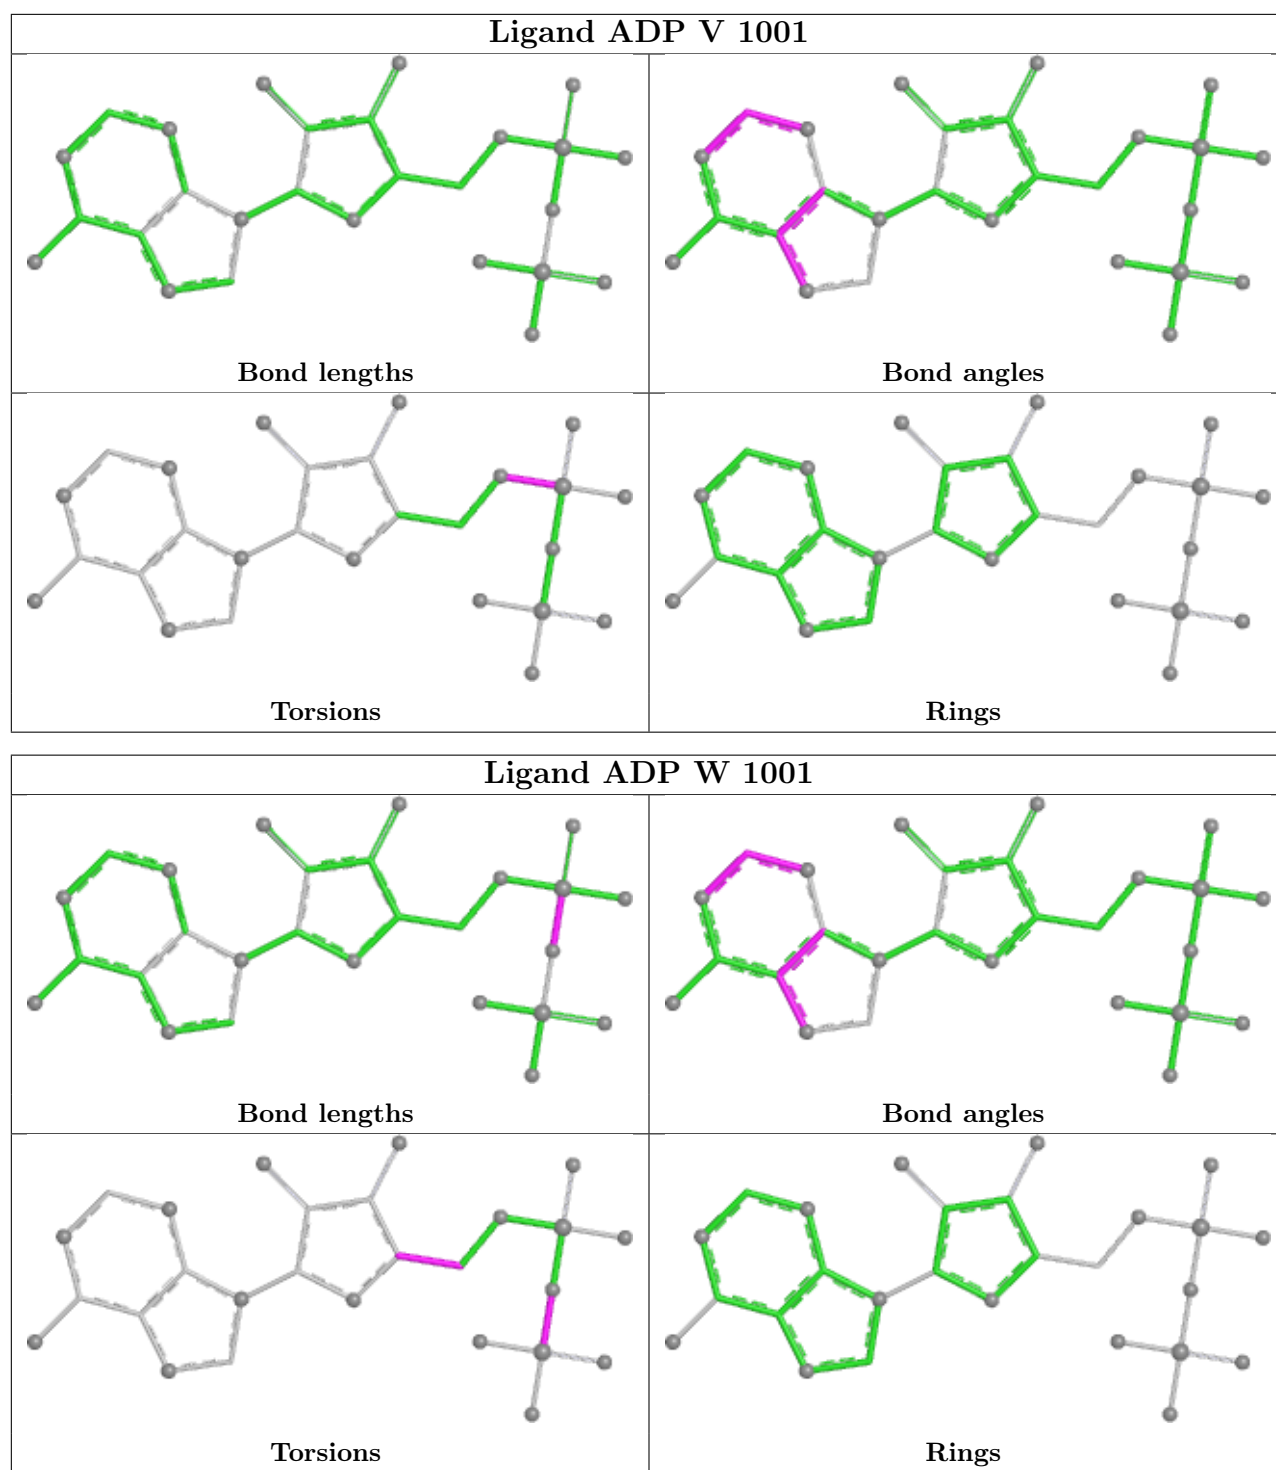 Ligand ADP V 1001
Bond lengths
Bond angles
Torsions
Rings
Ligand ADP W 1001
Bond lengths
Bond angles
Torsions
Rings